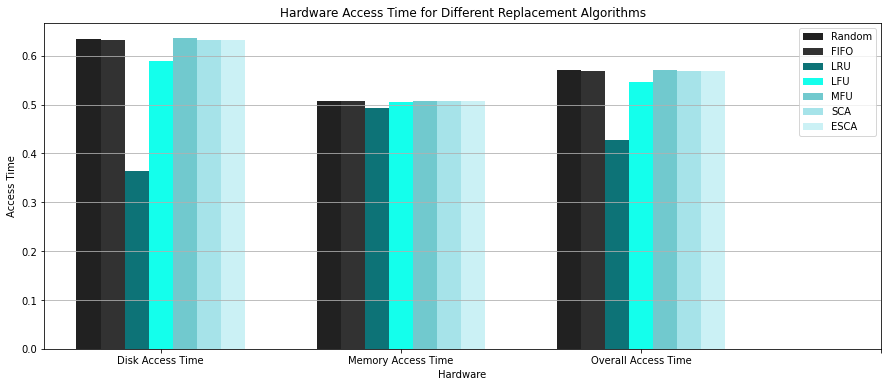 Hardware Access Time for Different Replacement Algorithms
Random
FIFO
LRU
LFU
MFU
SCA
ESCA
Access Time
0.6
0.5
0.4
0.3
0.2
0.1
0.0
Disk Access Time
Memory Access Time
Overall Access Time
Hardware